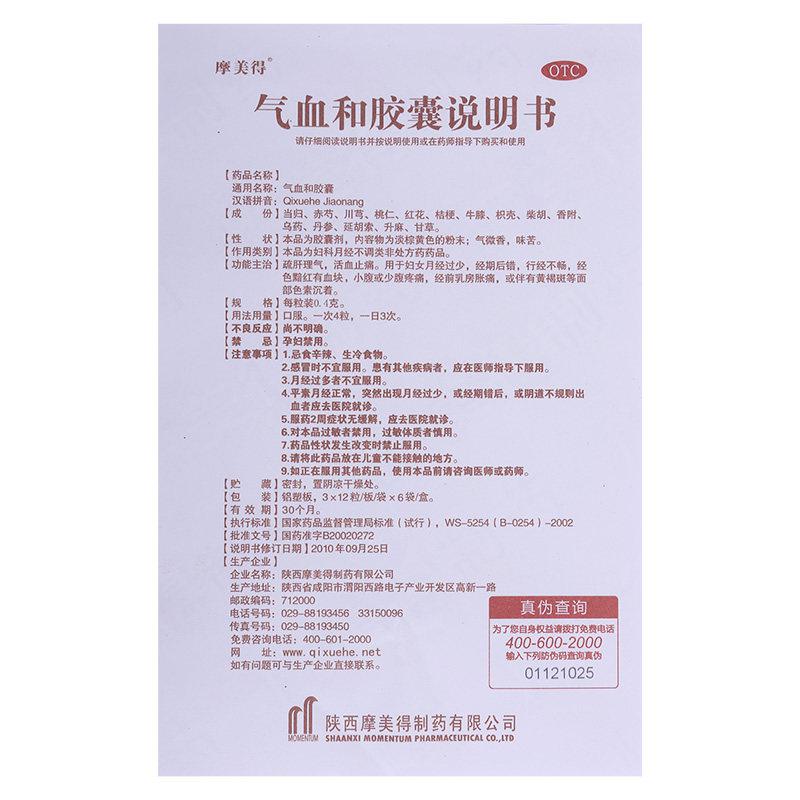 摩美得®
OTC
气血和胶囊说明书
请仔细阅读说明书并按说明使用或在药师指导下购买和使用
【药品名称】
通用名称：气血和胶囊
汉语拼音：Qixuehe Jiaonang
【成　份】当归、赤芍、川芎、桃仁、红花、桔梗、牛膝、枳壳、柴胡、香附、
乌药、丹参、延胡索、升麻、甘草。
【性　状】本品为胶囊剂，内容物为淡棕黄色的粉末；气微香，味苦。
【作用类别】本品为妇科月经不调类非处方药药品。
【功能主治】疏肝理气，活血止痛。用于妇女月经过少，经期后错，行经不畅，经
色黯红有血块，小腹或少腹疼痛，经前乳房胀痛，或伴有黄褐斑等面
部色素沉着。
【规　格】每粒装0.4克。
【用法用量】口服。一次4粒，一日3次。
【不良反应】尚不明确。
【禁　忌】孕妇禁用。
【注意事项】1.忌食辛辣、生冷食物。
2.感冒时不宜服用。患有其他疾病者，应在医师指导下服用。
3.月经过多者不宜服用。
4.平素月经正常，突然出现月经过少，或经期错后，或阴道不规则出
血者应去医院就诊。
5.服药2周症状无缓解，应去医院就诊。
6.对本品过敏者禁用，过敏体质者慎用。
7.药品性状发生改变时禁止服用。
8.请将此药品放在儿童不能接触的地方。
9.如正在服用其他药品，使用本品前请咨询医师或药师。
【贮　藏】密封，置阴凉干燥处。
【包　装】铝塑板，3×12粒/板/袋×6袋/盒。
【有 效 期】30个月。
【执行标准】国家药品监督管理局标准（试行），WS-5254（B-0254）-2002
【批准文号】国药准字B20020272
【说明书修订日期】2010年09月25日
【生产企业】
企业名称：陕西摩美得制药有限公司
生产地址：陕西省咸阳市渭阳西路电子产业开发区高新一路
邮政编码：712000
电话号码：029-88193456　33150096
传真号码：029-88193450
免费咨询电话：400-601-2000
网　址：www.qixuehe.net
如有问题可与生产企业直接联系。
真伪查询
为了您自身权益请拨打免费电话
400-600-2000
输入下列防伪码查询真伪
01121025
MOMENTUM
陕西摩美得制药有限公司
SHAANXI MOMENTUM PHARMACEUTICAL CO.,LTD